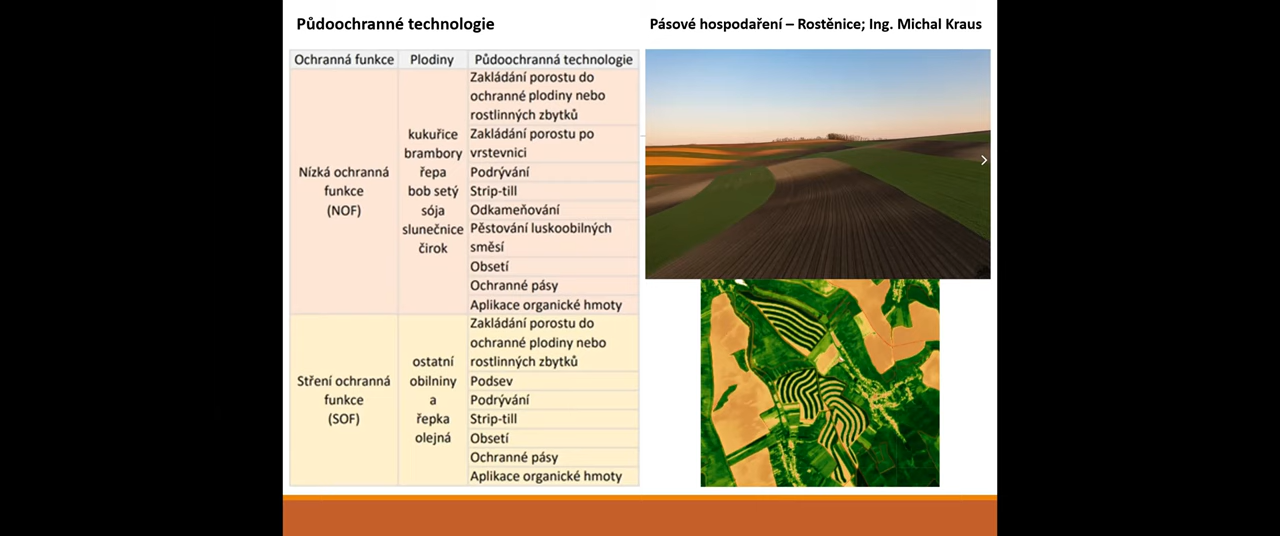 Půdoochranné technologie
Pásové hospodaření – Rostěnice; Ing. Michal Kraus
Ochranná funkce
Plodiny
Půdoochranná technologie
Nízká ochranná
funkce
(NOF)
kukuřice
brambory
řepa
bob setý
sója
slunečnice
čirok
Zakládání porostu do
ochranné plodiny nebo
rostlinných zbytků
Zakládání porostu po
vrstevnici
Podrývání
Strip-till
Odkameňování
Pěstování luskoobilných
směsí
Obsetí
Ochranné pásy
Aplikace organické hmoty
Stření ochranná
funkce
(SOF)
ostatní
obilniny
a
řepka
olejná
Zakládání porostu do
ochranné plodiny nebo
rostlinných zbytků
Podsev
Podrývání
Strip-till
Obsetí
Ochranné pásy
Aplikace organické hmoty